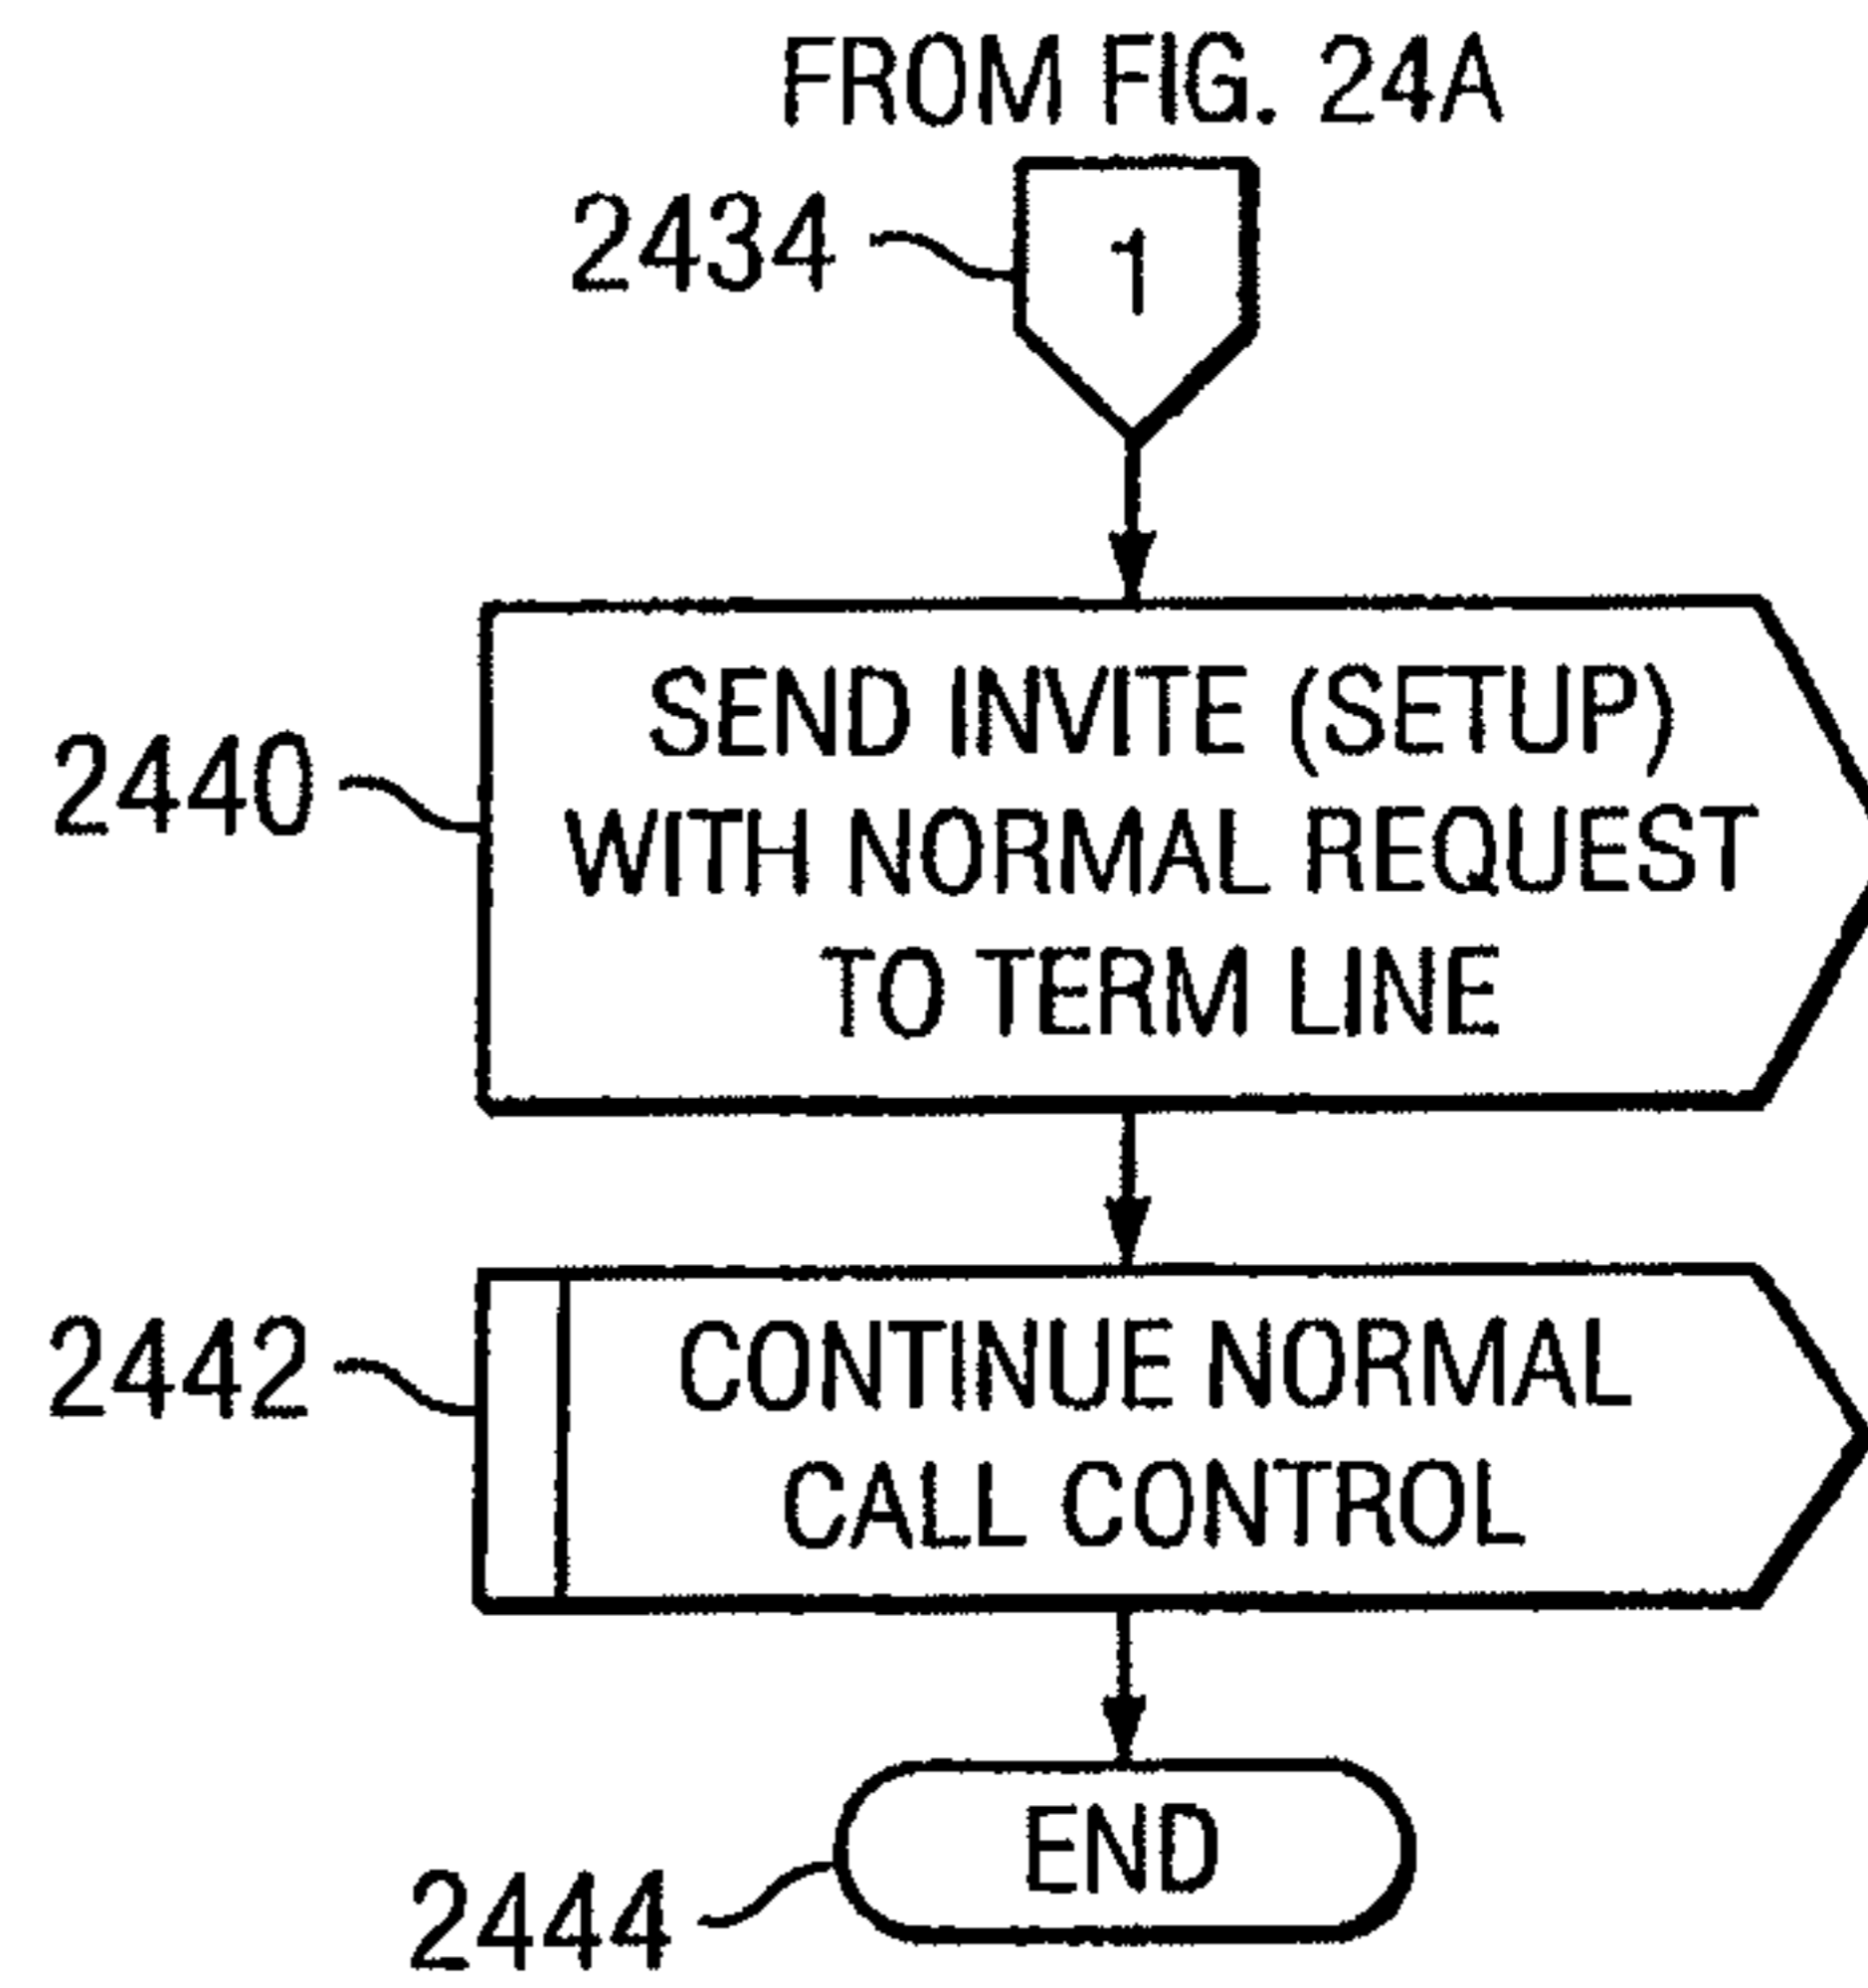 FROM FIG. 24A
2434
1
2440
SEND INVITE (SETUP)
WITH NORMAL REQUEST
TO TERM LINE
2442
CONTINUE NORMAL
CALL CONTROL
END
2444